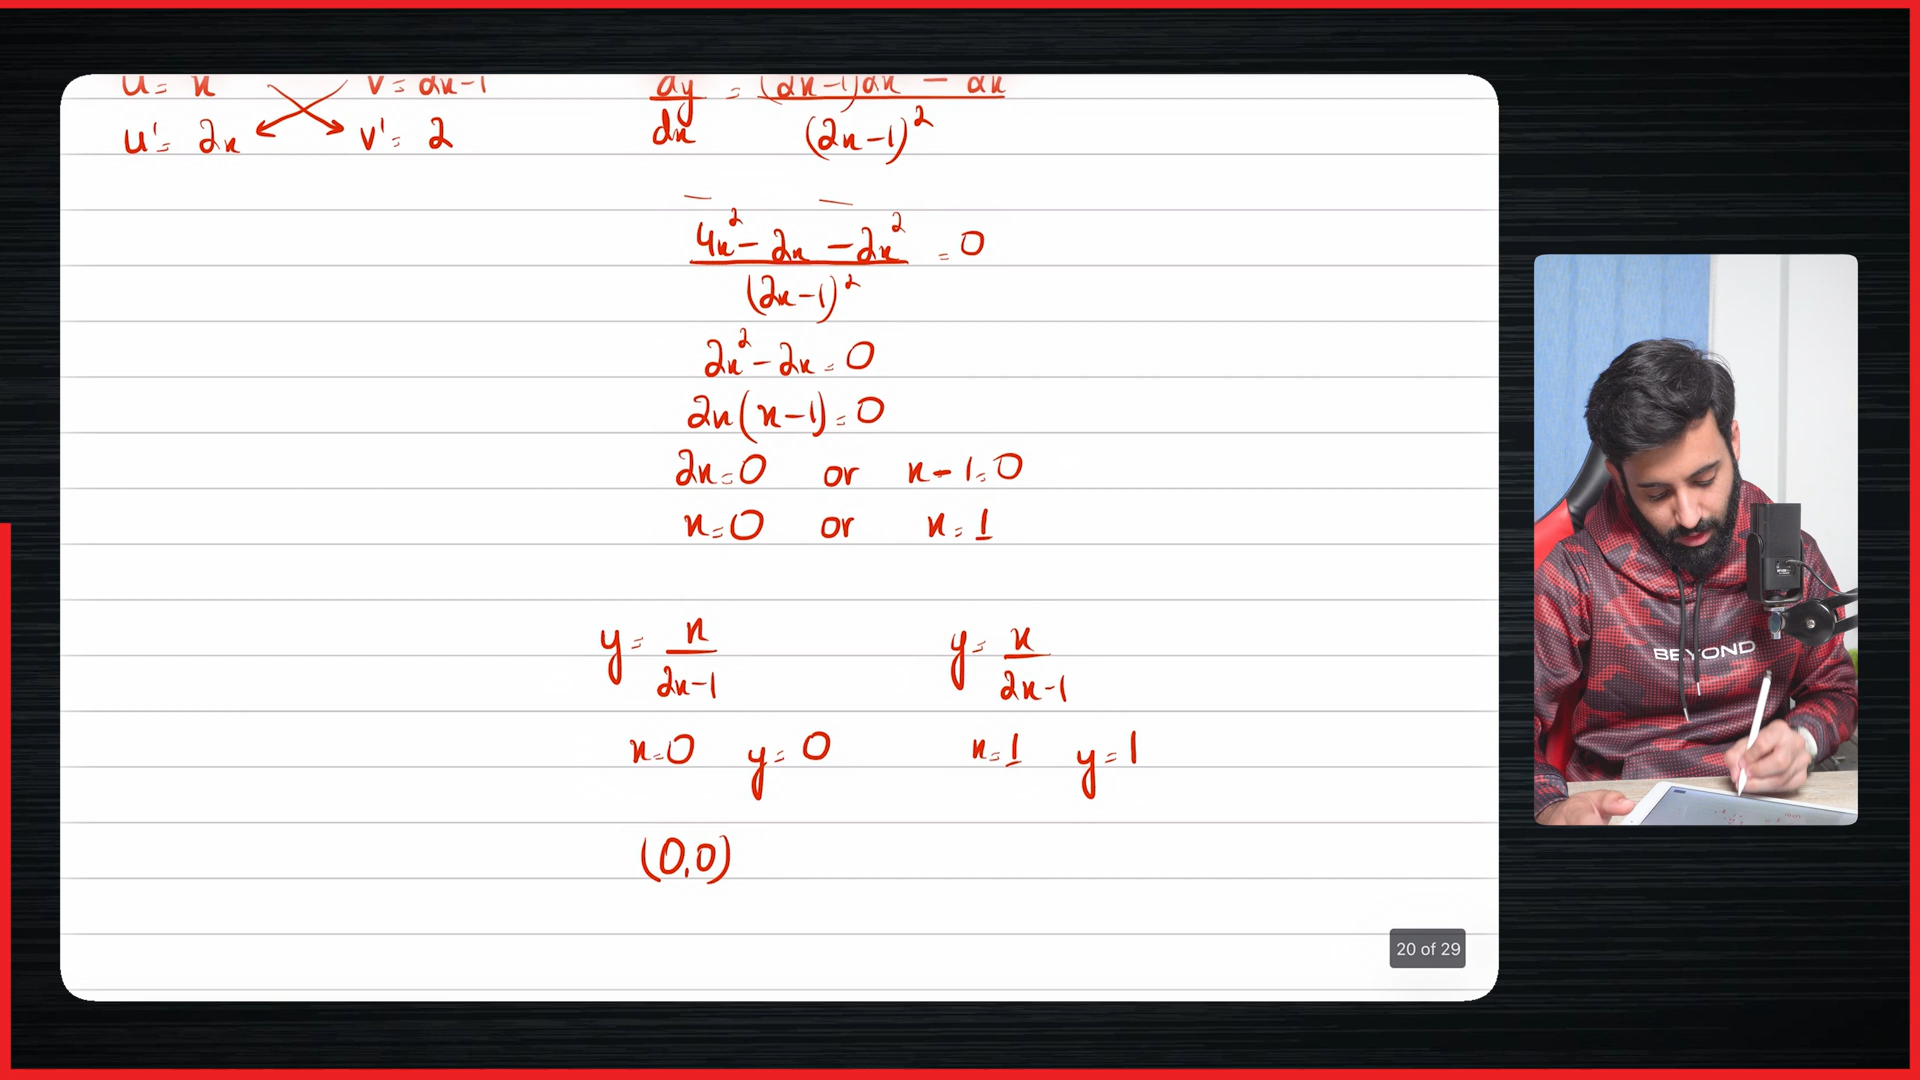 u = x v = 2x-1
u' = 2x v' = 2
dy/dx = (2x-1)2x - 2x / (2x-1)²
4x² - 2x - 2x² / (2x-1)² = 0
2x² - 2x = 0
2x(x-1) = 0
2x = 0 or x-1 = 0
x = 0 or x = 1
y = x / 2x-1 y = x / 2x-1
x = 0 y = 0 x = 1 y = 1
(0,0)
20 of 29
BEYOND